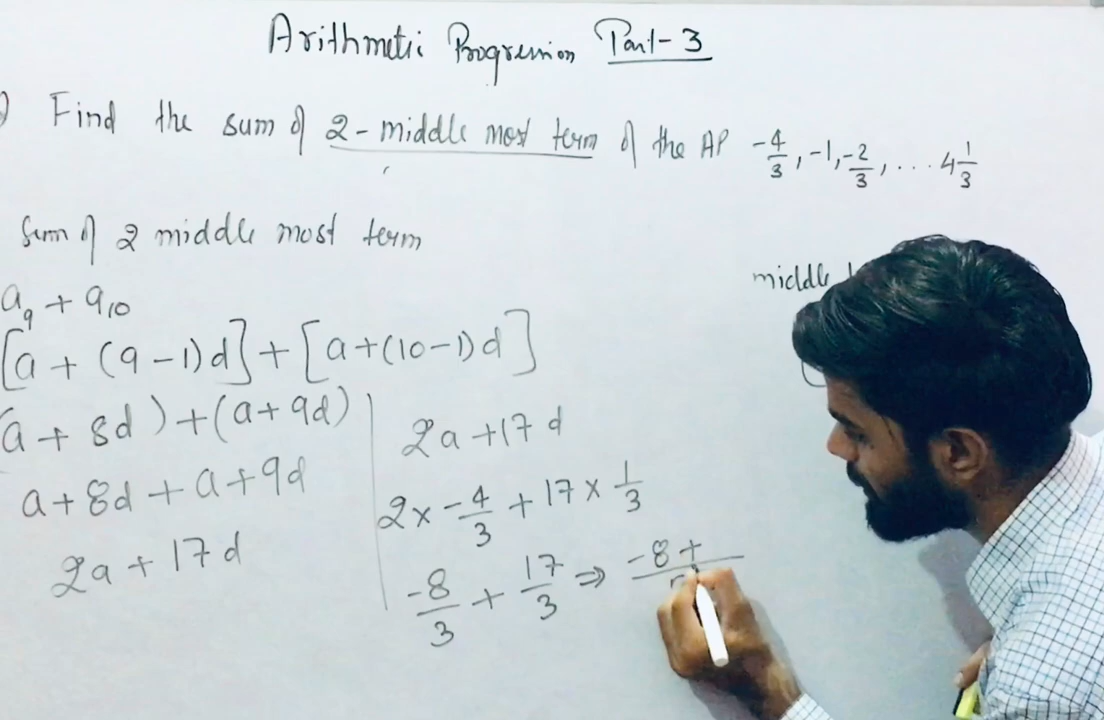 Arithmetic Progression Part-3
Find the sum of 2-middle most term of the AP -4/3, -1, -2/3, ... 4 1/3
Sum of 2 middle most term
middle
a9 + a10
[a + (9-1)d] + [a+(10-1)d]
(a + 8d) + (a+9d)
a+8d + a+9d
2a + 17d
2a +17d
2x -4/3 + 17 x 1/3
-8/3 + 17/3 ⇒ -8+